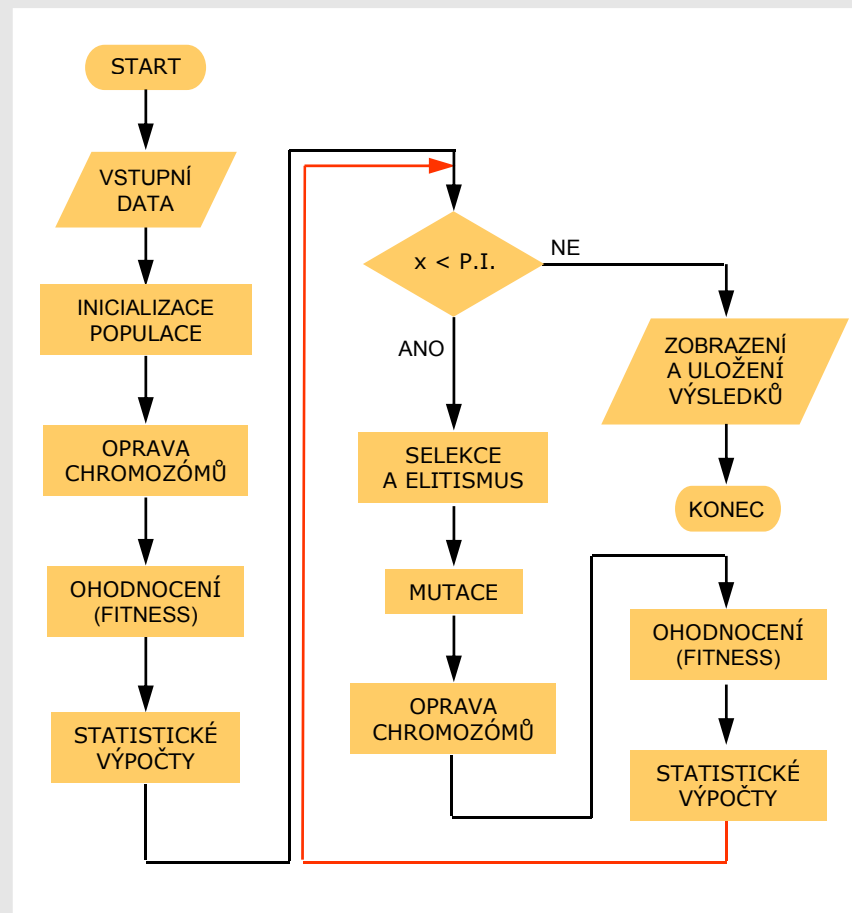 START
VSTUPNÍ
DATA
INICIALIZACE
POPULACE
OPRAVA
CHROMOZÓMŮ
OHODNOCENÍ
(FITNESS)
STATISTICKÉ
VÝPOČTY
x < P.I.
NE
ANO
SELEKCE
A ELITISMUS
MUTACE
OPRAVA
CHROMOZÓMŮ
OHODNOCENÍ
(FITNESS)
STATISTICKÉ
VÝPOČTY
ZOBRAZENÍ
A ULOŽENÍ
VÝSLEDKŮ
KONEC